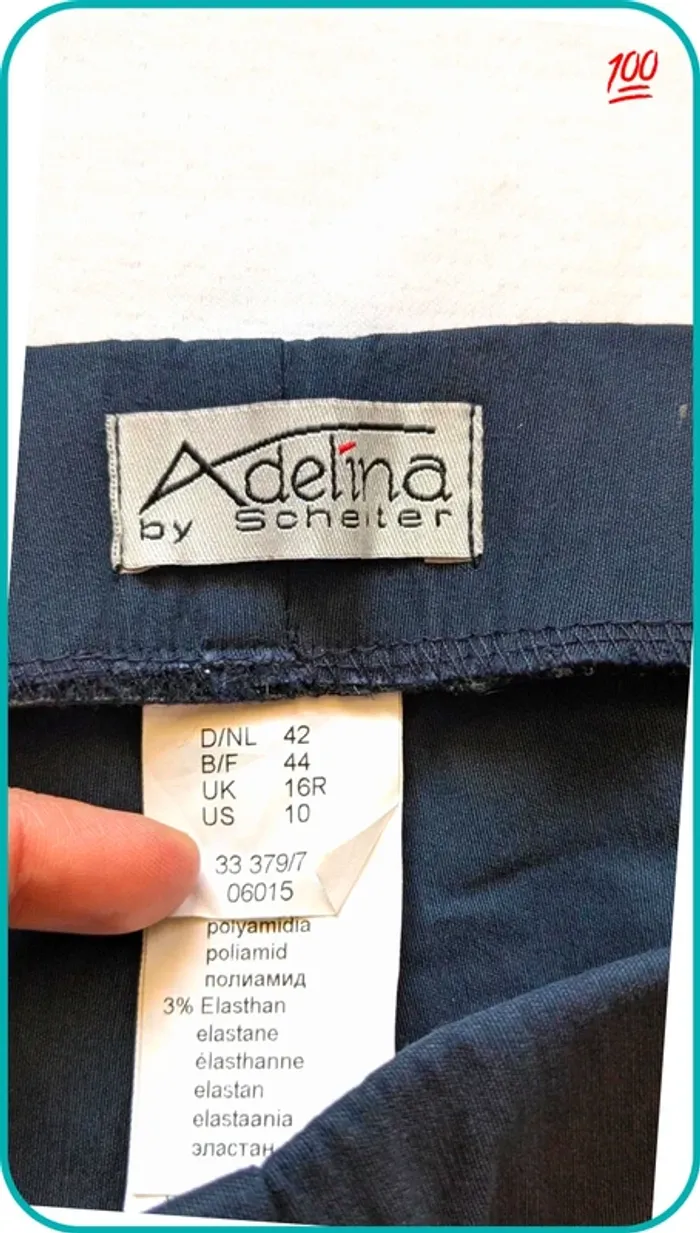 💯
Adelina
by Scheiter
D/NL 42
B/F 44
UK 16R
US 10
33 379/7
06015
polyamidia
poliamid
полиамид
3% Elasthan
elastane
élasthanne
elastan
elastaania
эластан